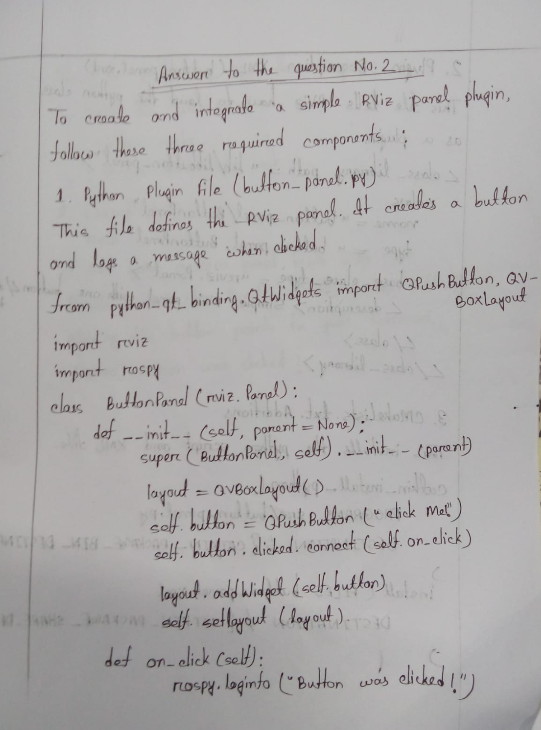 Answer to the question No. 2
To create and integrate a simple RViz panel plugin,
follow these three required components :
1. Python Plugin File (button_panel.py)
This file defines the RViz panel. It creates a button
and logs a message when clicked.
from python_qt_binding.QtWidgets import QPushButton, QV-
BoxLayout
import rviz
import rospy
class ButtonPanel (rviz.Panel):
def __init__ (self, parent = None):
super (ButtonPanel, self).__init__ (parent)
layout = QVBoxLayout()
self.button = QPushButton ("click Me!")
self.button.clicked.connect (self.on_click)
layout.addWidget (self.button)
self.setlayout (layout).
def on_click (self):
rospy.loginfo ("Button was clicked!")